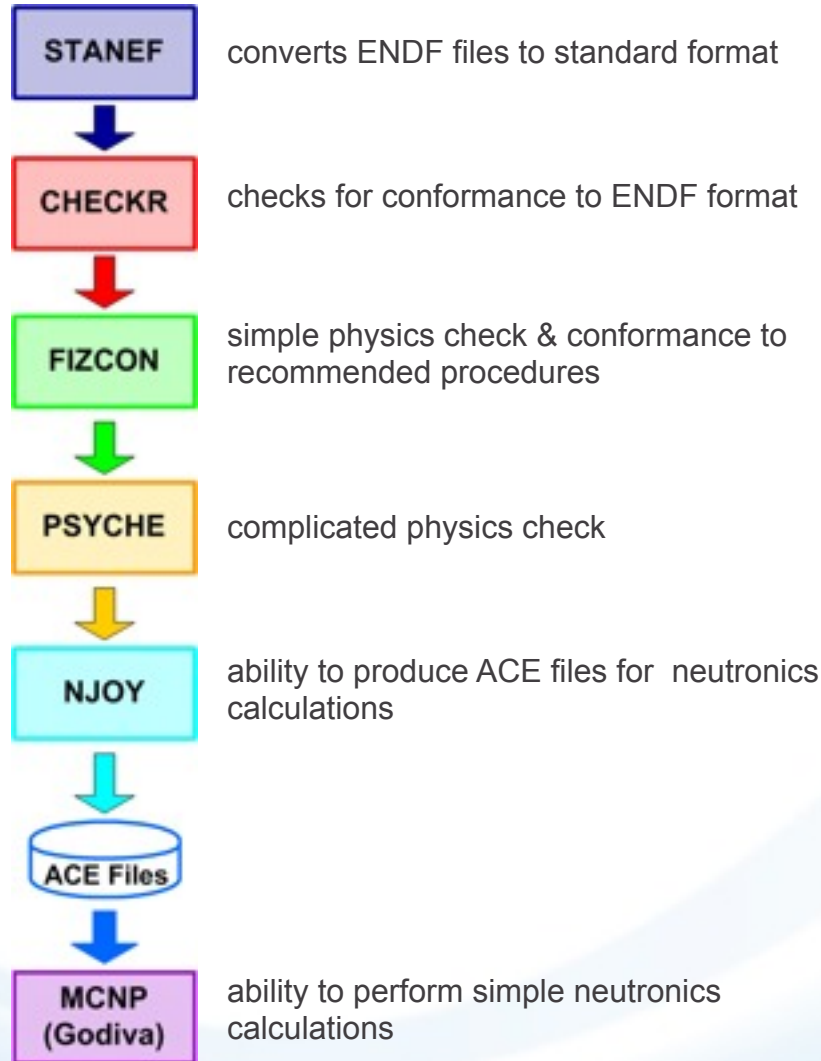 STANEF
converts ENDF files to standard format
CHECKR
checks for conformance to ENDF format
FIZCON
simple physics check & conformance to
recommended procedures
PSYCHE
complicated physics check
NJOY
ability to produce ACE files for  neutronics
calculations
ACE Files
MCNP
(Godiva)
ability to perform simple neutronics
calculations